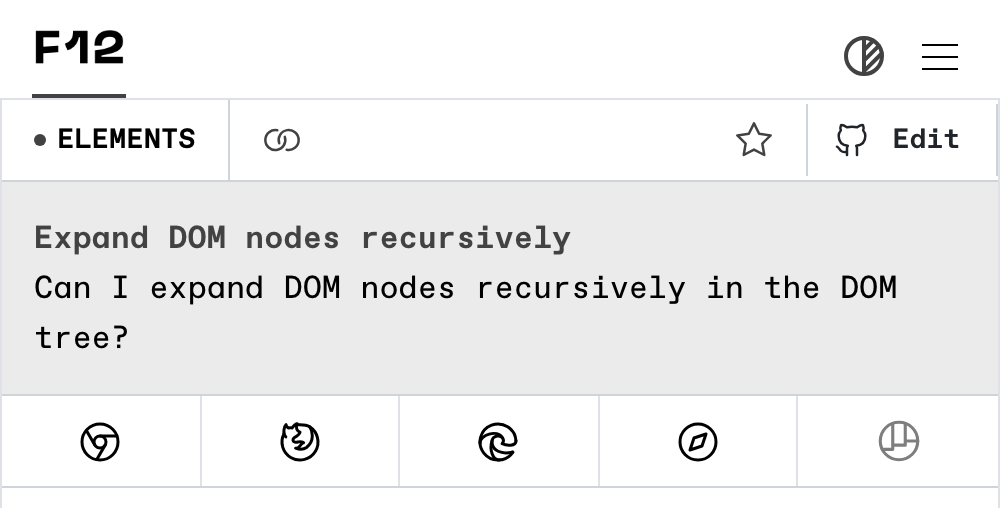 F12
ELEMENTS
Edit
Expand DOM nodes recursively
Can I expand DOM nodes recursively in the DOM
tree?